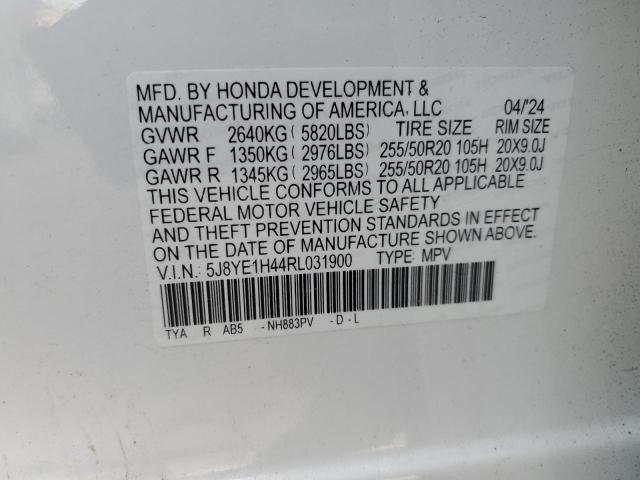 MFD. BY HONDA DEVELOPMENT &
MANUFACTURING OF AMERICA, LLC 04/'24
GVWR 2640KG( 5820LBS) TIRE SIZE RIM SIZE
GAWR F 1350KG( 2976LBS) 255/50R20 105H 20X9.0J
GAWR R 1345KG( 2965LBS) 255/50R20 105H 20X9.0J
THIS VEHICLE CONFORMS TO ALL APPLICABLE
FEDERAL MOTOR VEHICLE SAFETY
AND THEFT PREVENTION STANDARDS IN EFFECT
ON THE DATE OF MANUFACTURE SHOWN ABOVE.
V.I.N.: 5J8YE1H44RL031900 TYPE: MPV
TYA R AB5 -NH883PV -D-L